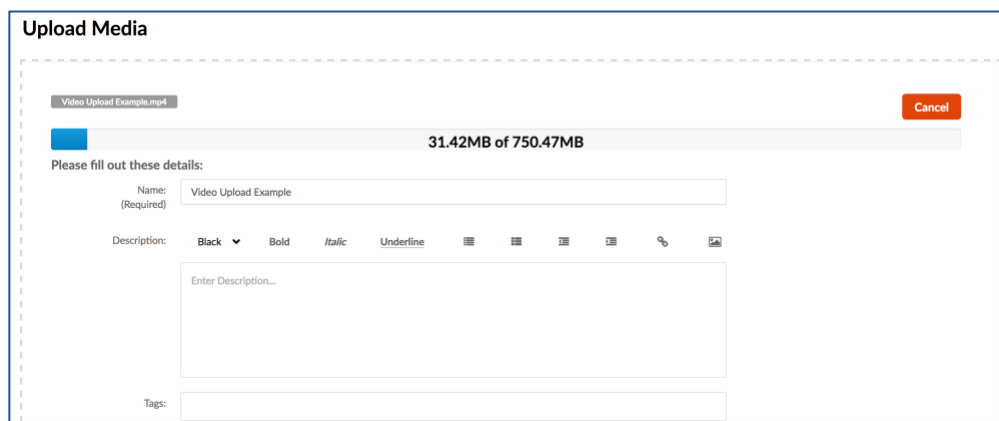 Upload Media
Video Upload Example.mp4
Cancel
31.42MB of 750.47MB
Please fill out these details:
Name:
(Required)
Video Upload Example
Description:
Black
Bold
Italic
Underline
Enter Description...
Tags: